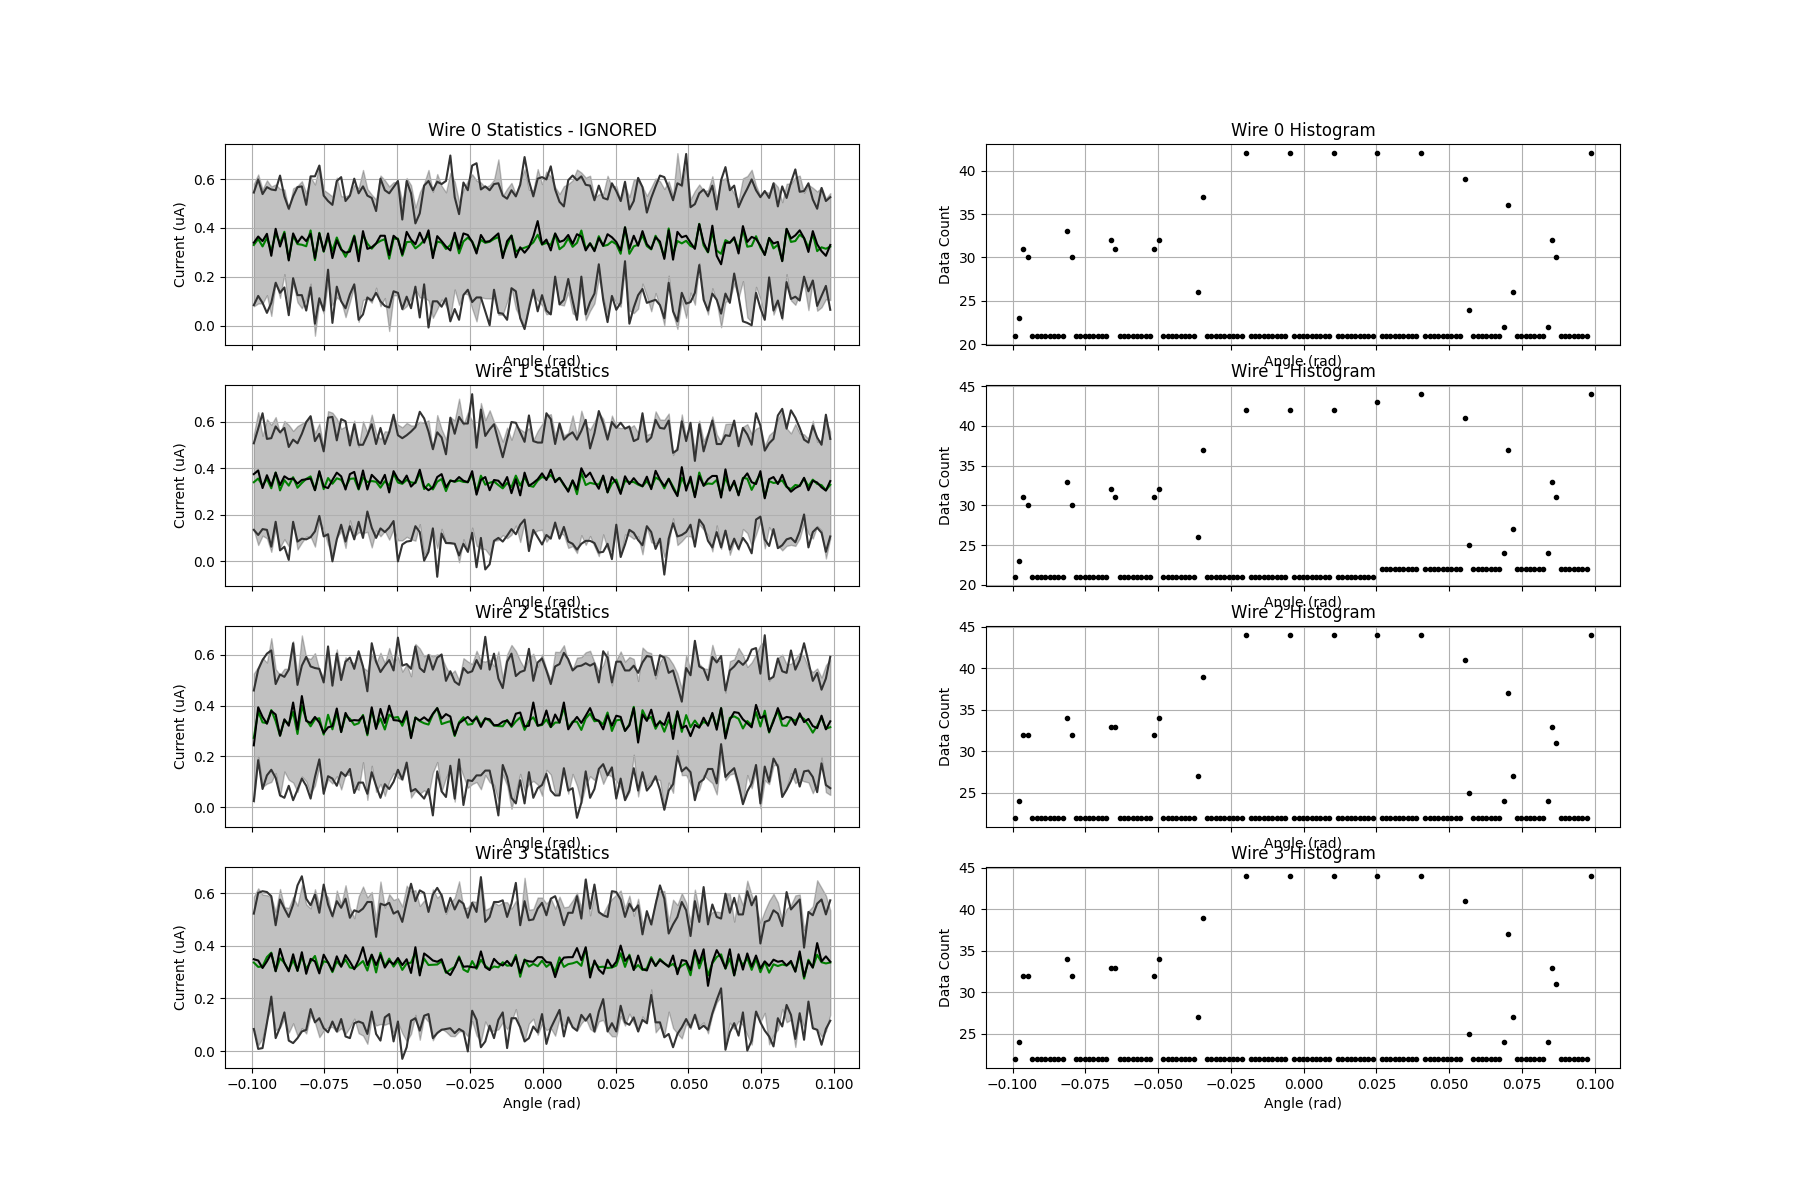 Wire 0 Statistics - IGNORED
Current (uA)
0.6
0.4
0.2
0.0
Angle (rad)
Wire 0 Histogram
Data Count
40
35
30
25
20
Angle (rad)
Wire 1 Statistics
Current (uA)
0.6
0.4
0.2
0.0
Angle (rad)
Wire 1 Histogram
Data Count
45
40
35
30
25
20
Angle (rad)
Wire 2 Statistics
Current (uA)
0.6
0.4
0.2
0.0
Angle (rad)
Wire 2 Histogram
Data Count
45
40
35
30
25
Angle (rad)
Wire 3 Statistics
Current (uA)
0.6
0.4
0.2
0.0
−0.100 −0.075 −0.050 −0.025 0.000 0.025 0.050 0.075 0.100
Angle (rad)
Wire 3 Histogram
Data Count
45
40
35
30
25
−0.100 −0.075 −0.050 −0.025 0.000 0.025 0.050 0.075 0.100
Angle (rad)